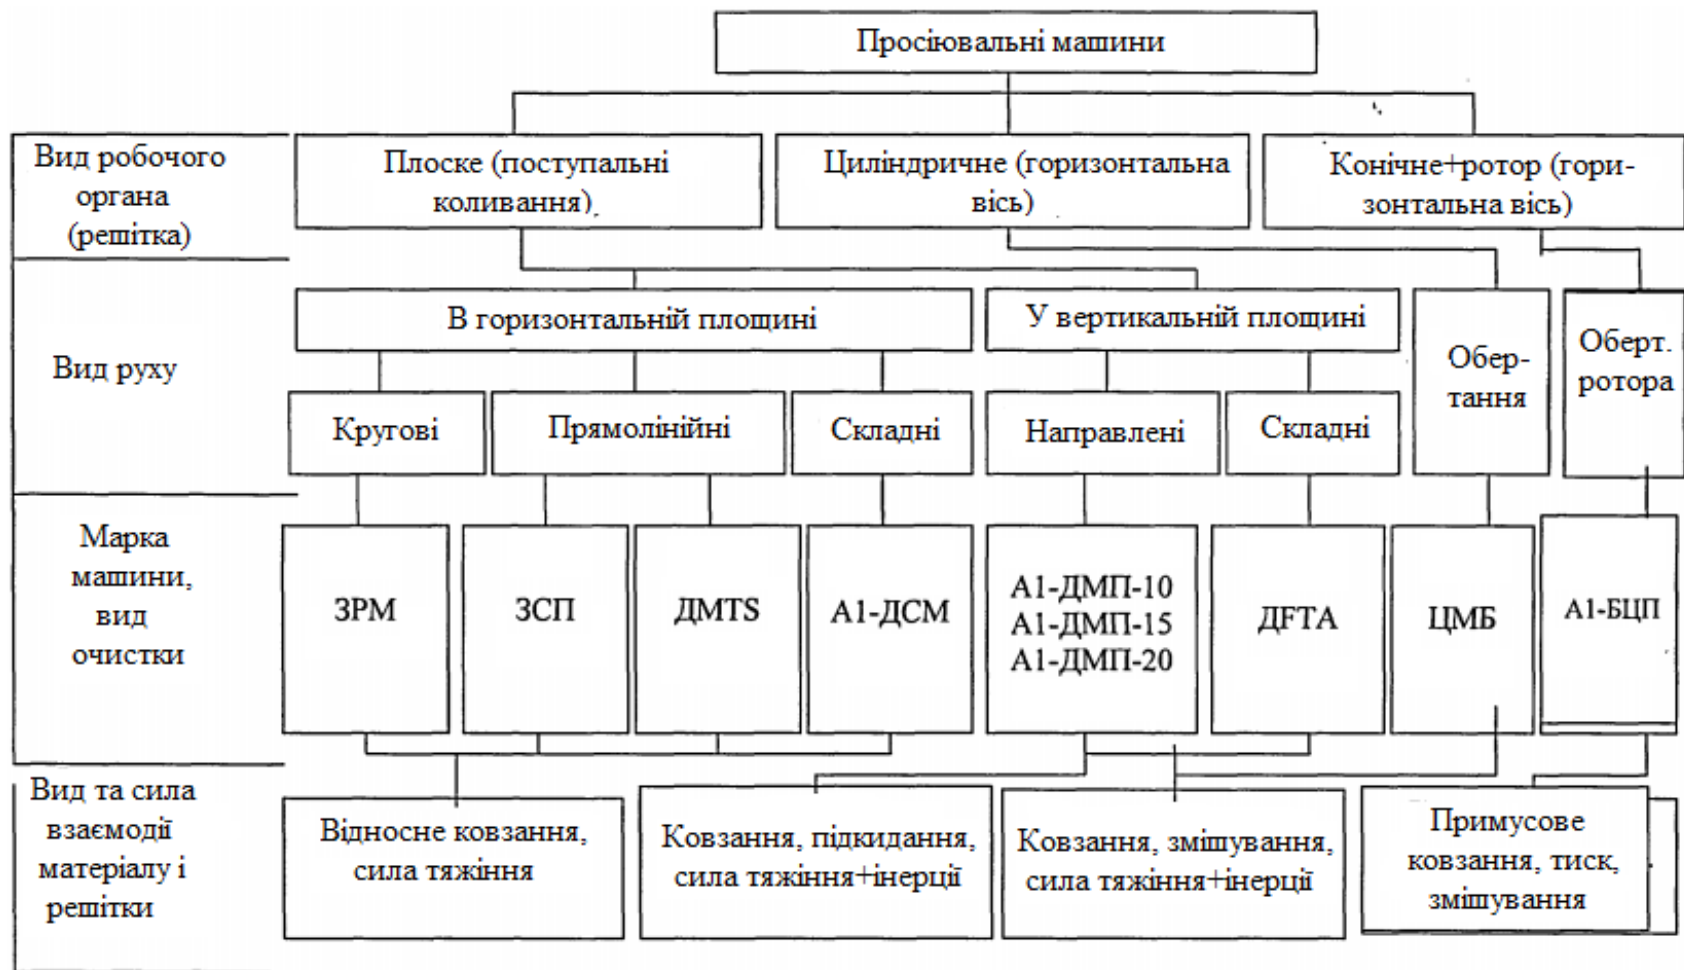 Просіювальні машини
Вид робочого
органа
(решітка)
Плоске (поступальні
коливання)
Циліндричне (горизонтальна
вісь)
Конічне+ротор (гори-
зонтальна вісь)
Вид руху
В горизонтальній площині
У вертикальній площині
Обер-
тання
Оберт.
ротора
Кругові
Прямолінійні
Складні
Направлені
Складні
Марка
машини,
вид
очистки
ЗРМ
ЗСП
ДМТS
А1-ДСМ
А1-ДМП-10
А1-ДМП-15
А1-ДМП-20
ДFТА
ЦМБ
А1-БЦП
Вид та сила
взаємодії
матеріалу і
решітки
Відносне ковзання,
сила тяжіння
Ковзання, підкидання,
сила тяжіння+інерції
Ковзання, змішування,
сила тяжіння+інерції
Примусове
ковзання, тиск,
змішування